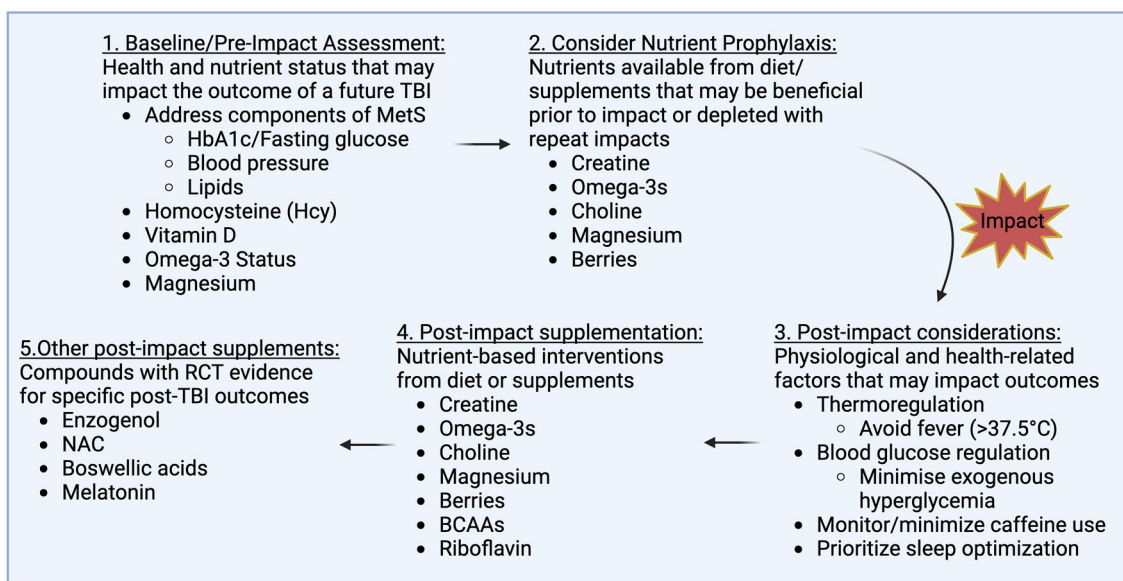 1. Baseline/Pre-Impact Assessment:
Health and nutrient status that may
impact the outcome of a future TBI
• Address components of MetS
○ HbA1c/Fasting glucose
○ Blood pressure
○ Lipids
• Homocysteine (Hcy)
• Vitamin D
• Omega-3 Status
• Magnesium
2. Consider Nutrient Prophylaxis:
Nutrients available from diet/
supplements that may be beneficial
prior to impact or depleted with
repeat impacts
• Creatine
• Omega-3s
• Choline
• Magnesium
• Berries
Impact
3. Post-impact considerations:
Physiological and health-related
factors that may impact outcomes
• Thermoregulation
○ Avoid fever (>37.5°C)
• Blood glucose regulation
○ Minimise exogenous
hyperglycemia
• Monitor/minimize caffeine use
• Prioritize sleep optimization
4. Post-impact supplementation:
Nutrient-based interventions
from diet or supplements
• Creatine
• Omega-3s
• Choline
• Magnesium
• Berries
• BCAAs
• Riboflavin
5.Other post-impact supplements:
Compounds with RCT evidence
for specific post-TBI outcomes
• Enzogenol
• NAC
• Boswellic acids
• Melatonin